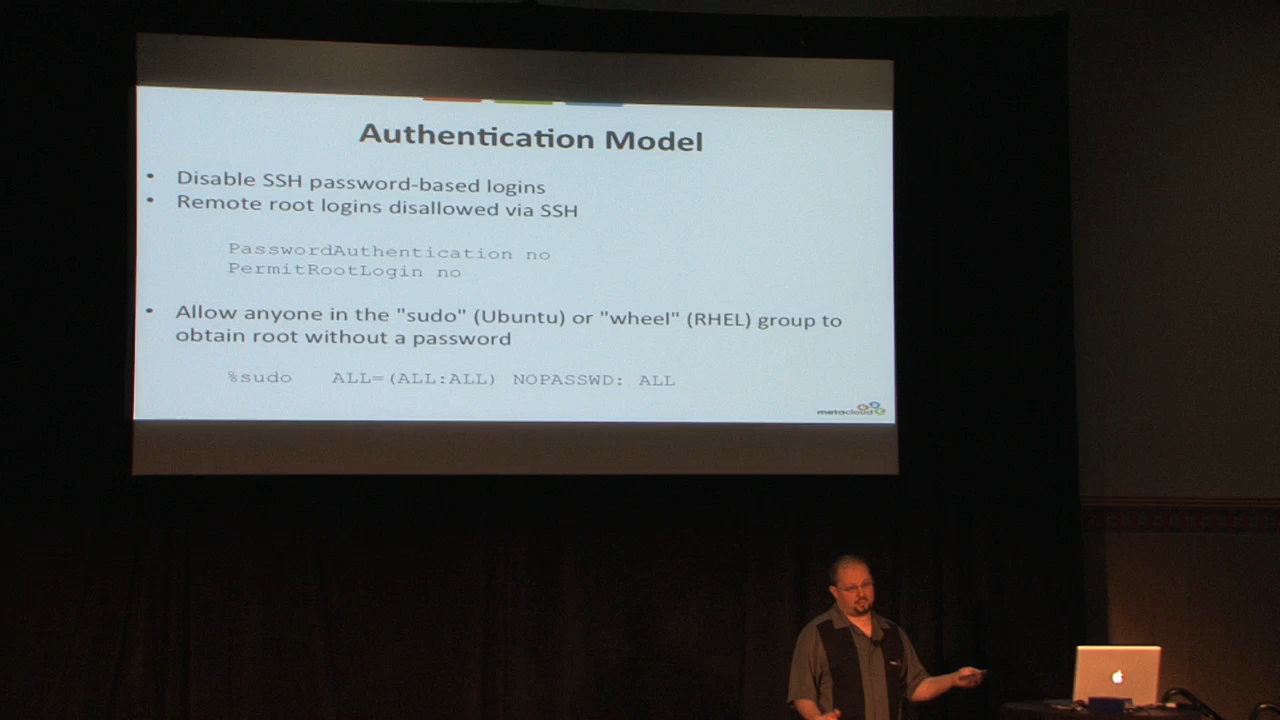 Authentication Model
• Disable SSH password-based logins
• Remote root logins disallowed via SSH
PasswordAuthentication no
PermitRootLogin no
• Allow anyone in the "sudo" (Ubuntu) or "wheel" (RHEL) group to
obtain root without a password
%sudo ALL=(ALL:ALL) NOPASSWD: ALL
metacloud